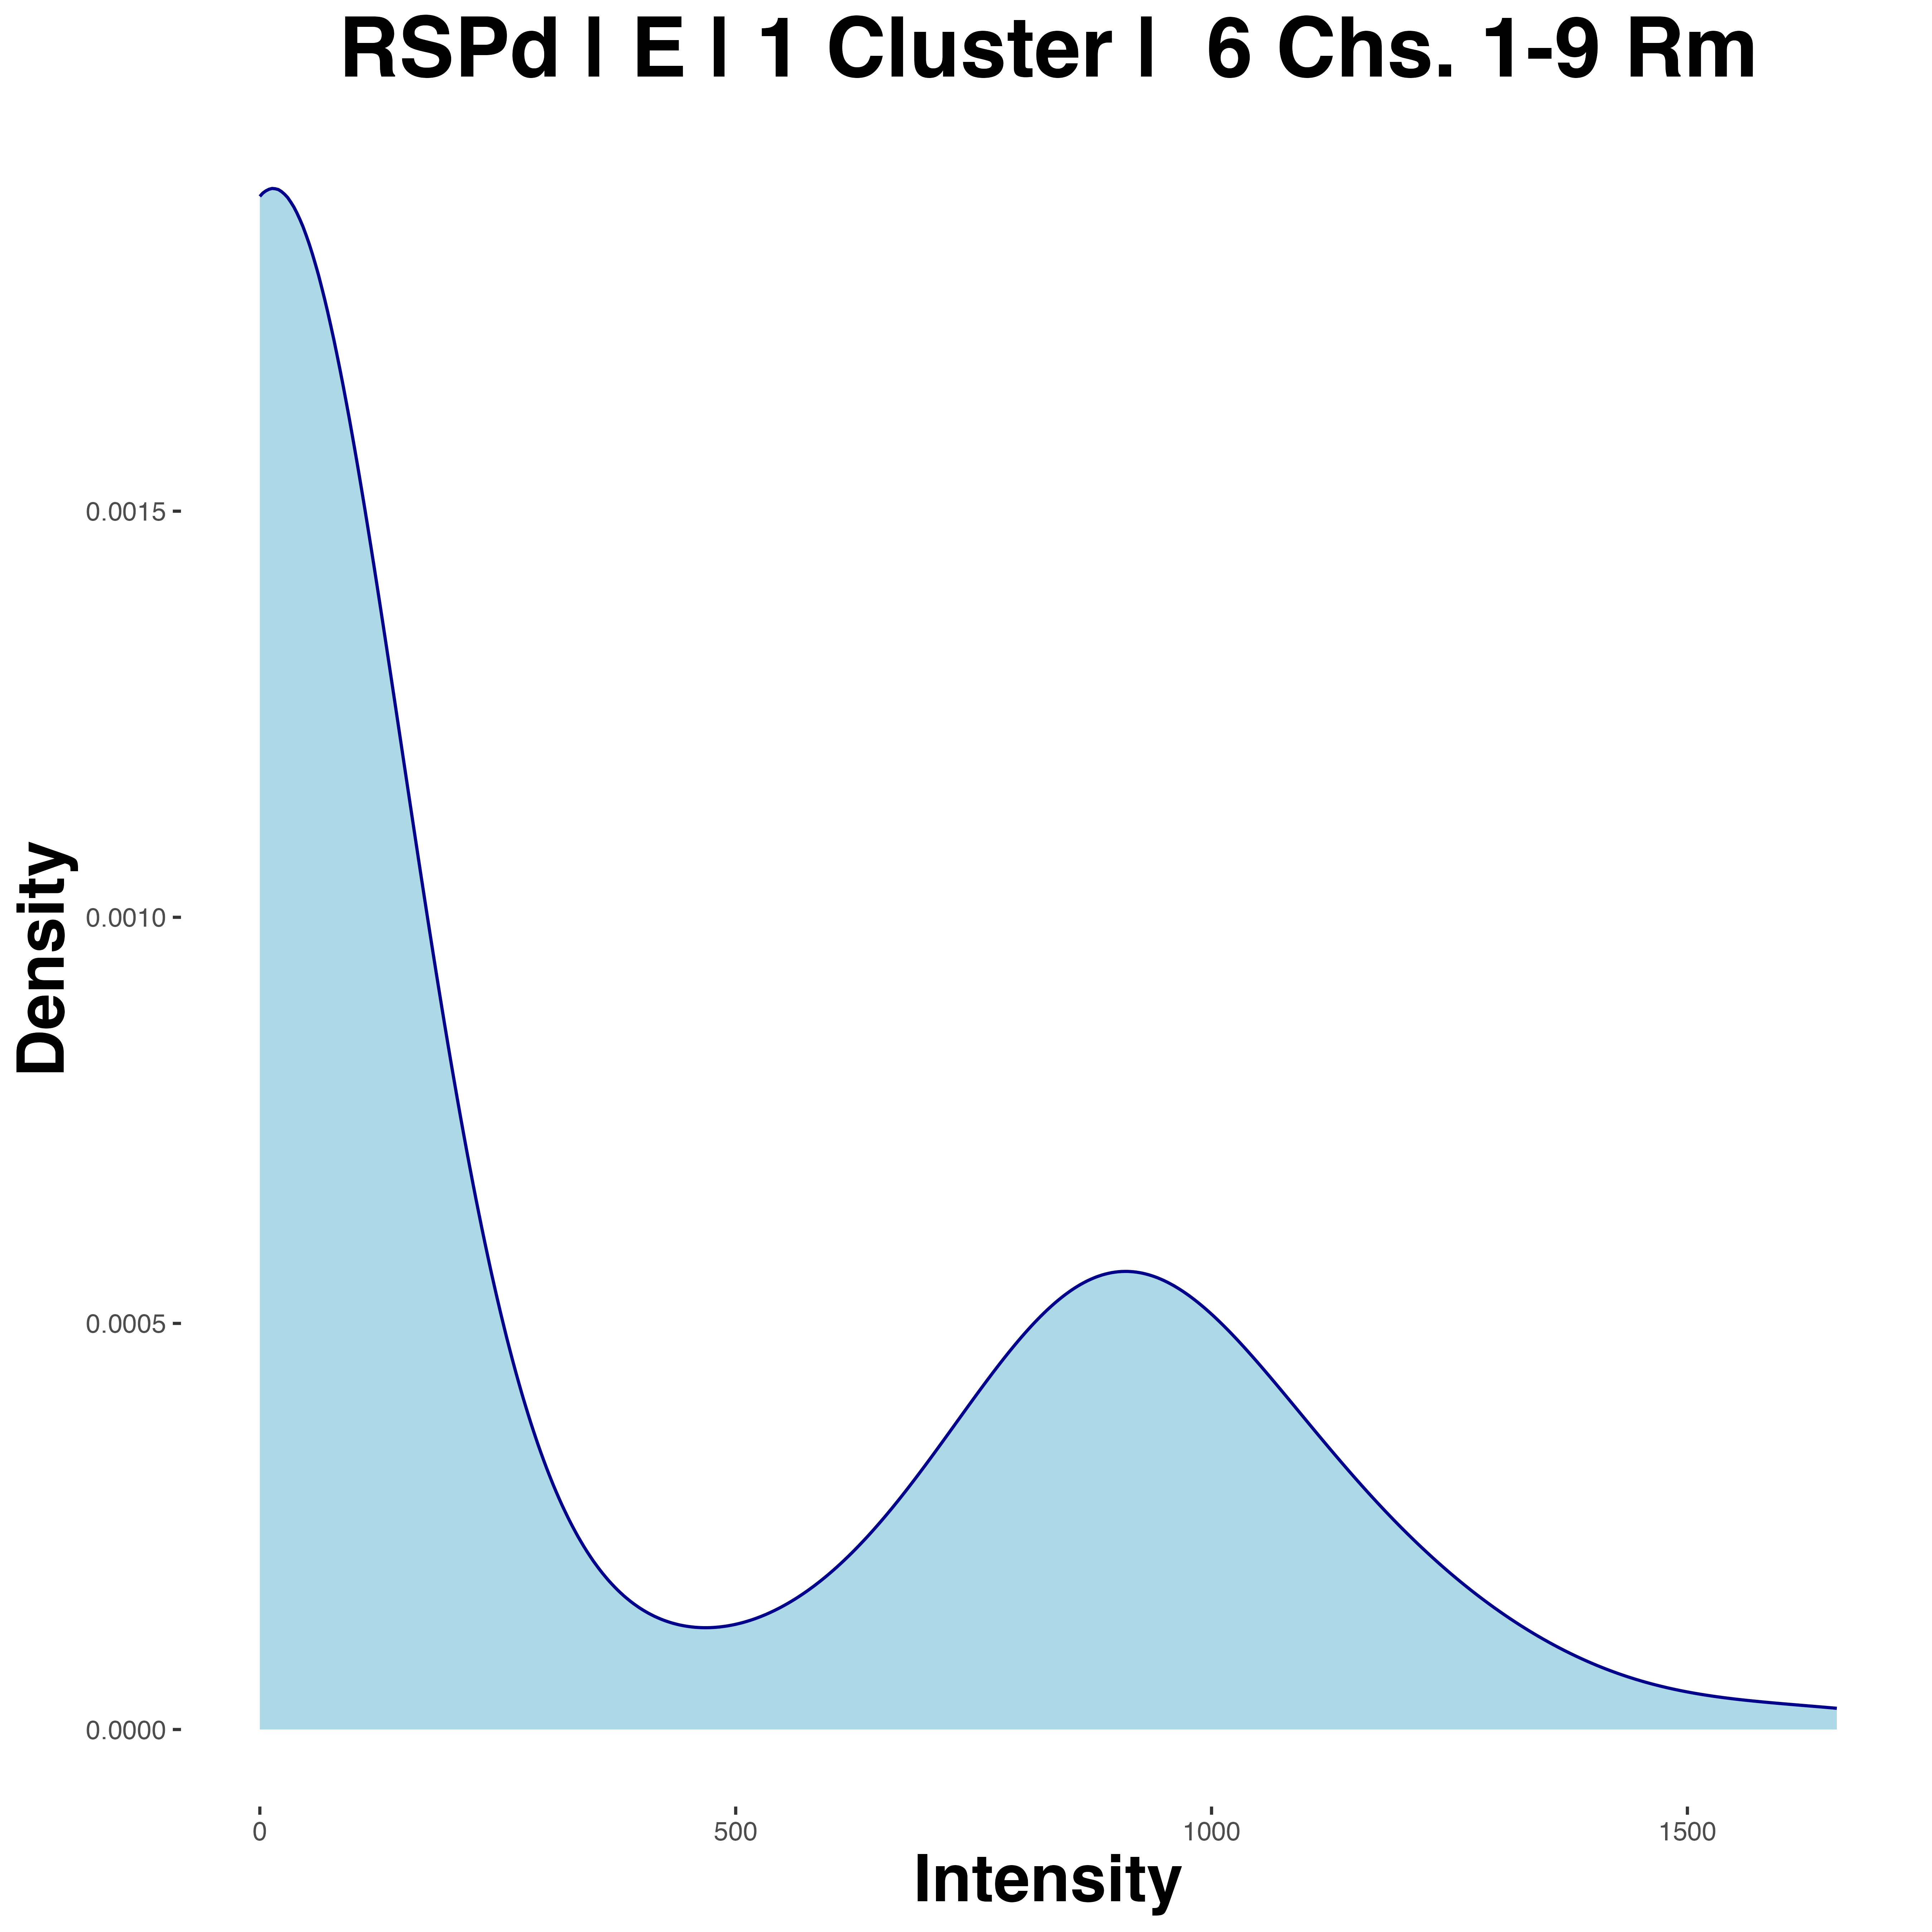 RSPd | E | 1 Cluster |  6 Chs. 1-9 Rm
Density
0.0015
0.0010
0.0005
0.0000
0 500 1000 1500
Intensity